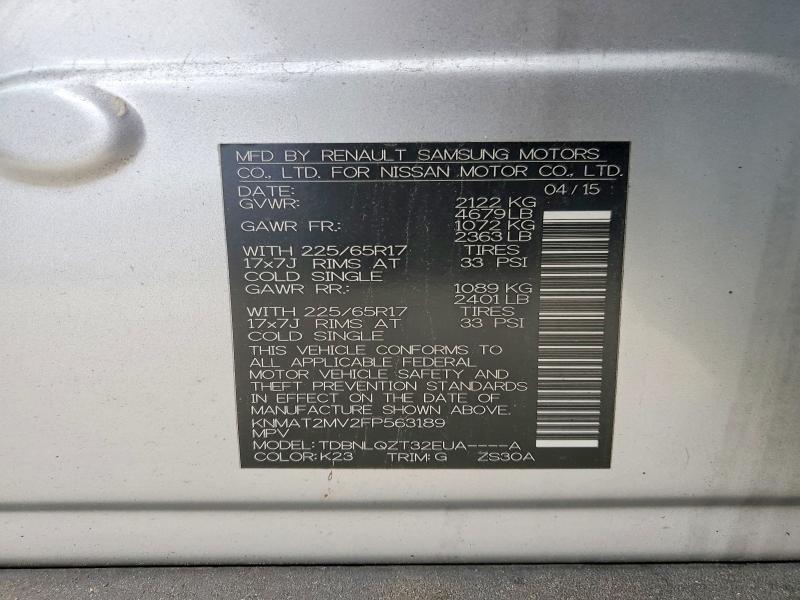 MFD BY RENAULT SAMSUNG MOTORS
CO., LTD. FOR NISSAN MOTOR CO., LTD.
DATE: 04/15
GVWR: 2122 KG
4679 LB
GAWR FR.: 1072 KG
2363 LB
WITH 225/65R17 TIRES
17x7J RIMS AT 33 PSI
COLD SINGLE
GAWR RR.: 1089 KG
2401 LB
WITH 225/65R17 TIRES
17x7J RIMS AT 33 PSI
COLD SINGLE
THIS VEHICLE CONFORMS TO
ALL APPLICABLE FEDERAL
MOTOR VEHICLE SAFETY AND
THEFT PREVENTION STANDARDS
IN EFFECT ON THE DATE OF
MANUFACTURE SHOWN ABOVE.
KNMAT2MV2FP563189
MPV
MODEL: TDBNLQZT32EUA----A
COLOR: K23 TRIM: G ZS30A